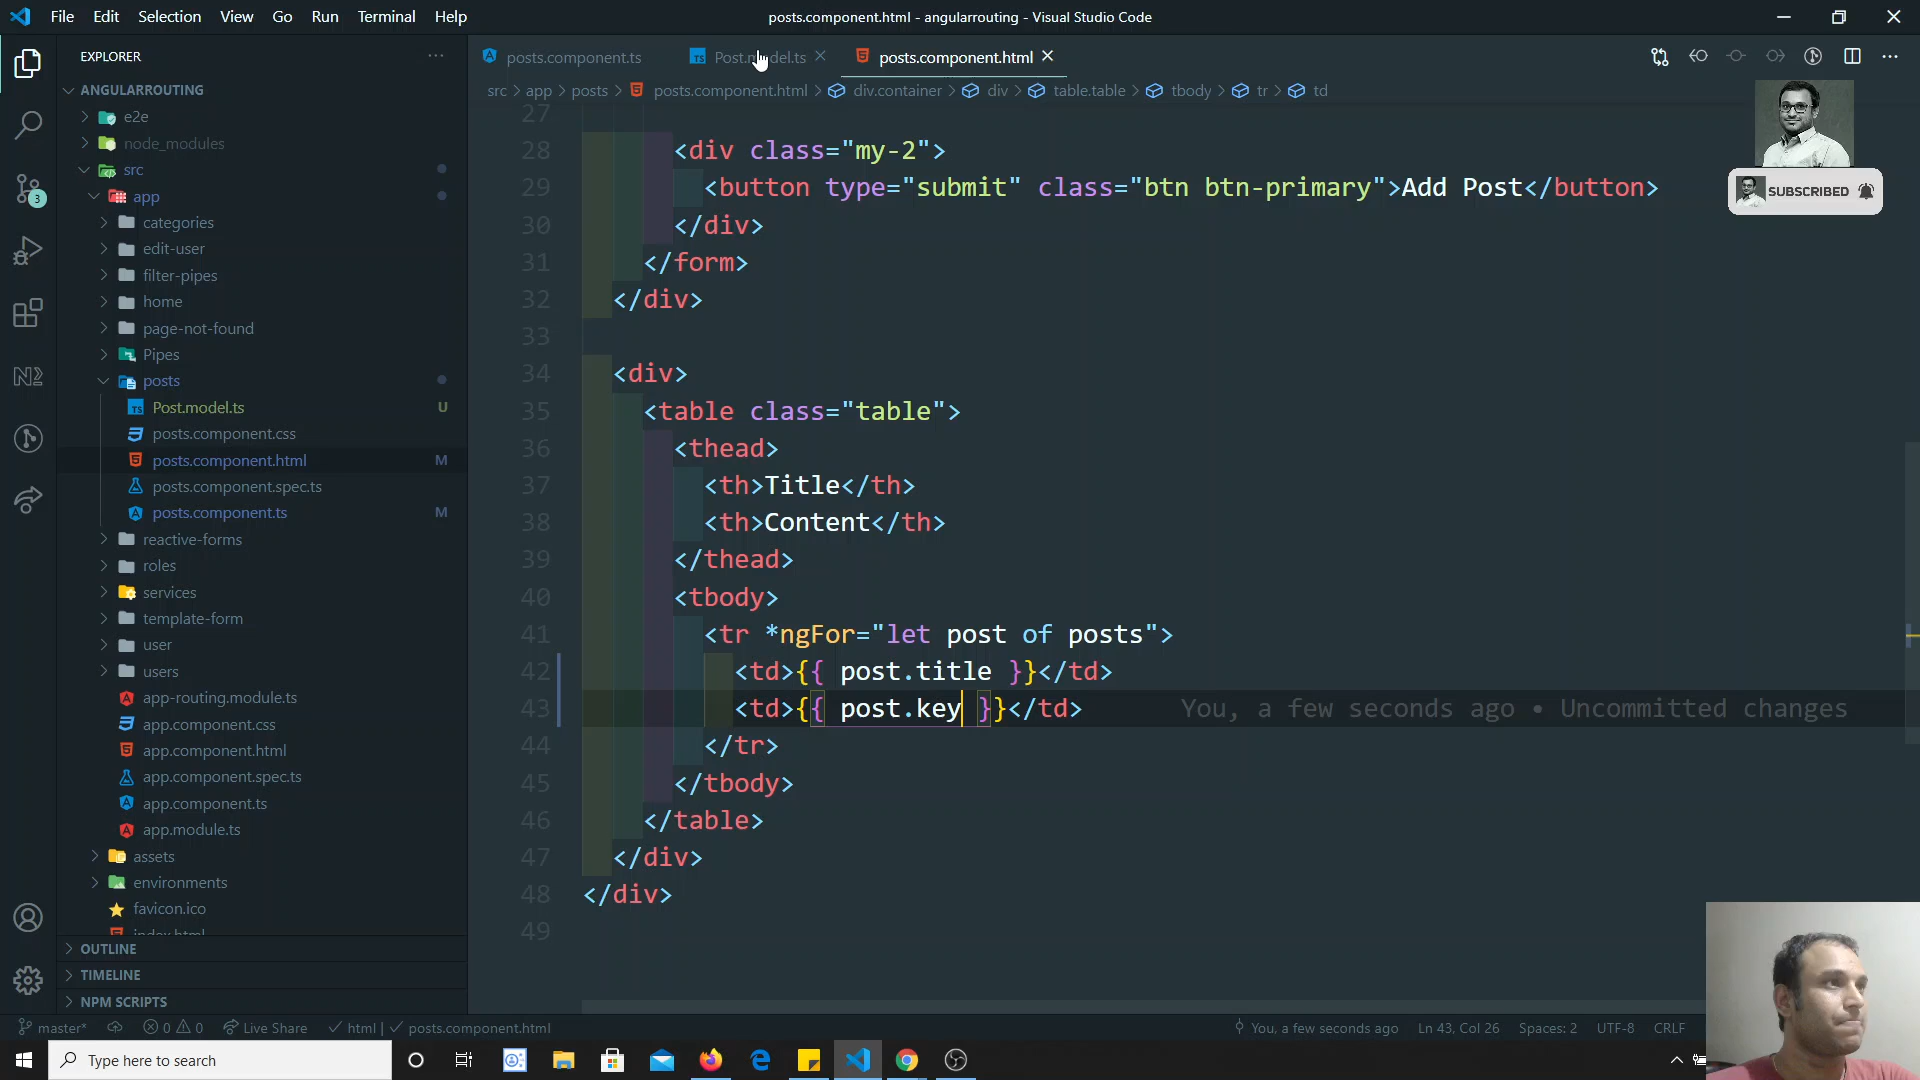 File Edit Selection View Go Run Terminal Help
posts.component.html - angularrouting - Visual Studio Code
EXPLORER
posts.component.ts
Post.model.ts
posts.component.html
ANGULARROUTING
src > app > posts > posts.component.html > div.container > div > table.table > tbody > tr > td
e2e
node_modules
src
app
categories
edit-user
filter-pipes
home
page-not-found
Pipes
posts
Post.model.ts U
posts.component.css
posts.component.html M
posts.component.spec.ts
posts.component.ts M
reactive-forms
roles
services
template-form
user
users
app-routing.module.ts
app.component.css
app.component.html
app.component.spec.ts
app.component.ts
app.module.ts
assets
environments
favicon.ico
index.html
OUTLINE
TIMELINE
NPM SCRIPTS
3
27
28 <div class="my-2">
29 <button type="submit" class="btn btn-primary">Add Post</button>
30 </div>
31 </form>
32 </div>
33
34 <div>
35 <table class="table">
36 <thead>
37 <th>Title</th>
38 <th>Content</th>
39 </thead>
40 <tbody>
41 <tr *ngFor="let post of posts">
42 <td>{{ post.title }}</td>
43 <td>{{ post.key }}</td> You, a few seconds ago • Uncommitted changes
44 </tr>
45 </tbody>
46 </table>
47 </div>
48 </div>
49
SUBSCRIBED
master* 0 0 Live Share html | posts.component.html
You, a few seconds ago Ln 43, Col 26 Spaces: 2 UTF-8 CRLF
Type here to search